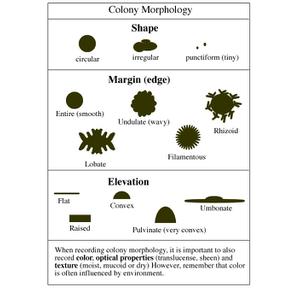 Colony Morphology
Shape
circular irregular punctiform (tiny)
Margin (edge)
Entire (smooth)
Undulate (wavy)
Rhizoid
Lobate
Filamentous
Elevation
Flat
Convex
Umbonate
Raised
Pulvinate (very convex)
When recording colony morphology, it is important to also
record color, optical properties (translucense, sheen) and
texture (moist, mucoid or dry) However, remember that color
is often influenced by environment.